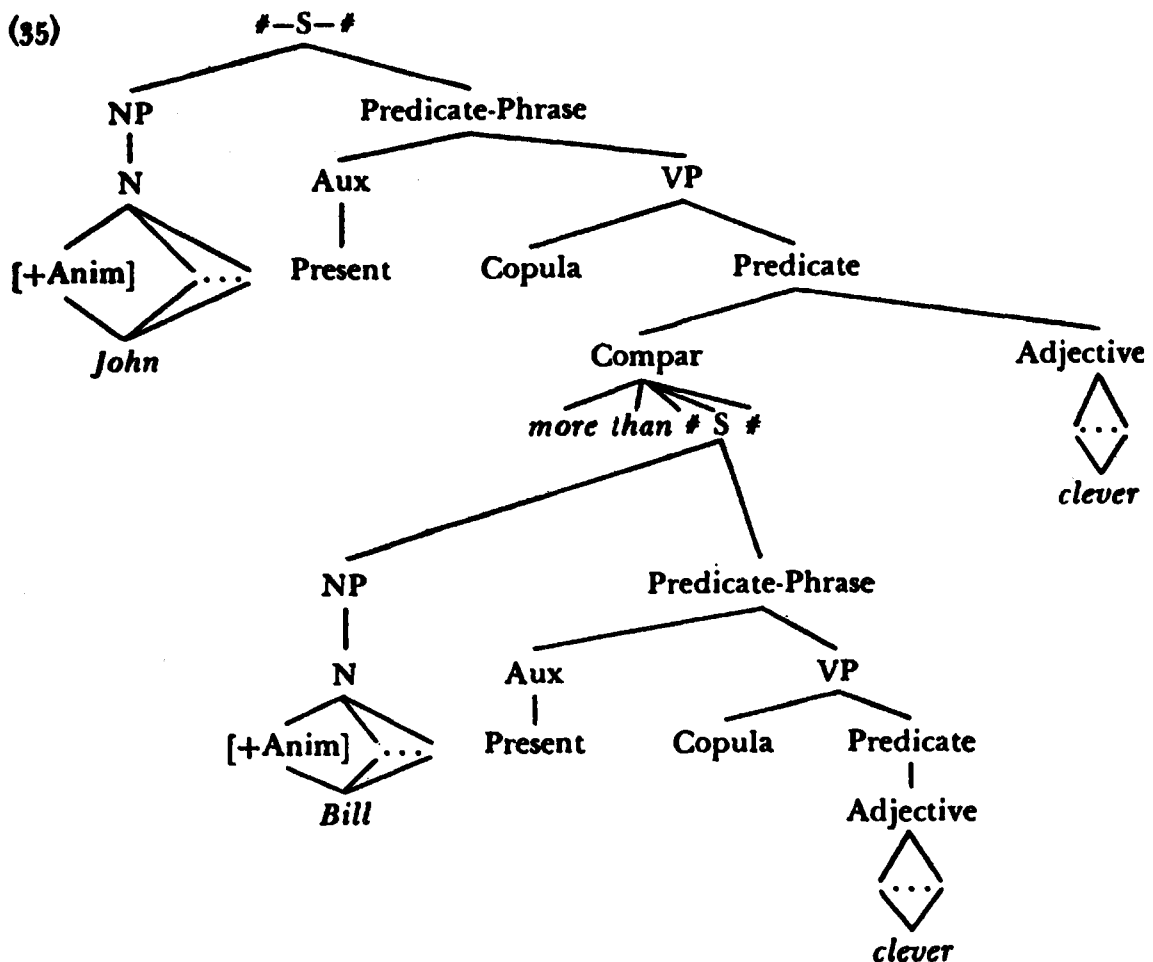 (35) #–S–#
NP Predicate-Phrase
N Aux VP
[+Anim] ... Present Copula Predicate
John Compar Adjective
more than # S # ...
clever
NP Predicate-Phrase
N Aux VP
[+Anim] ... Present Copula Predicate
Bill Adjective
...
clever